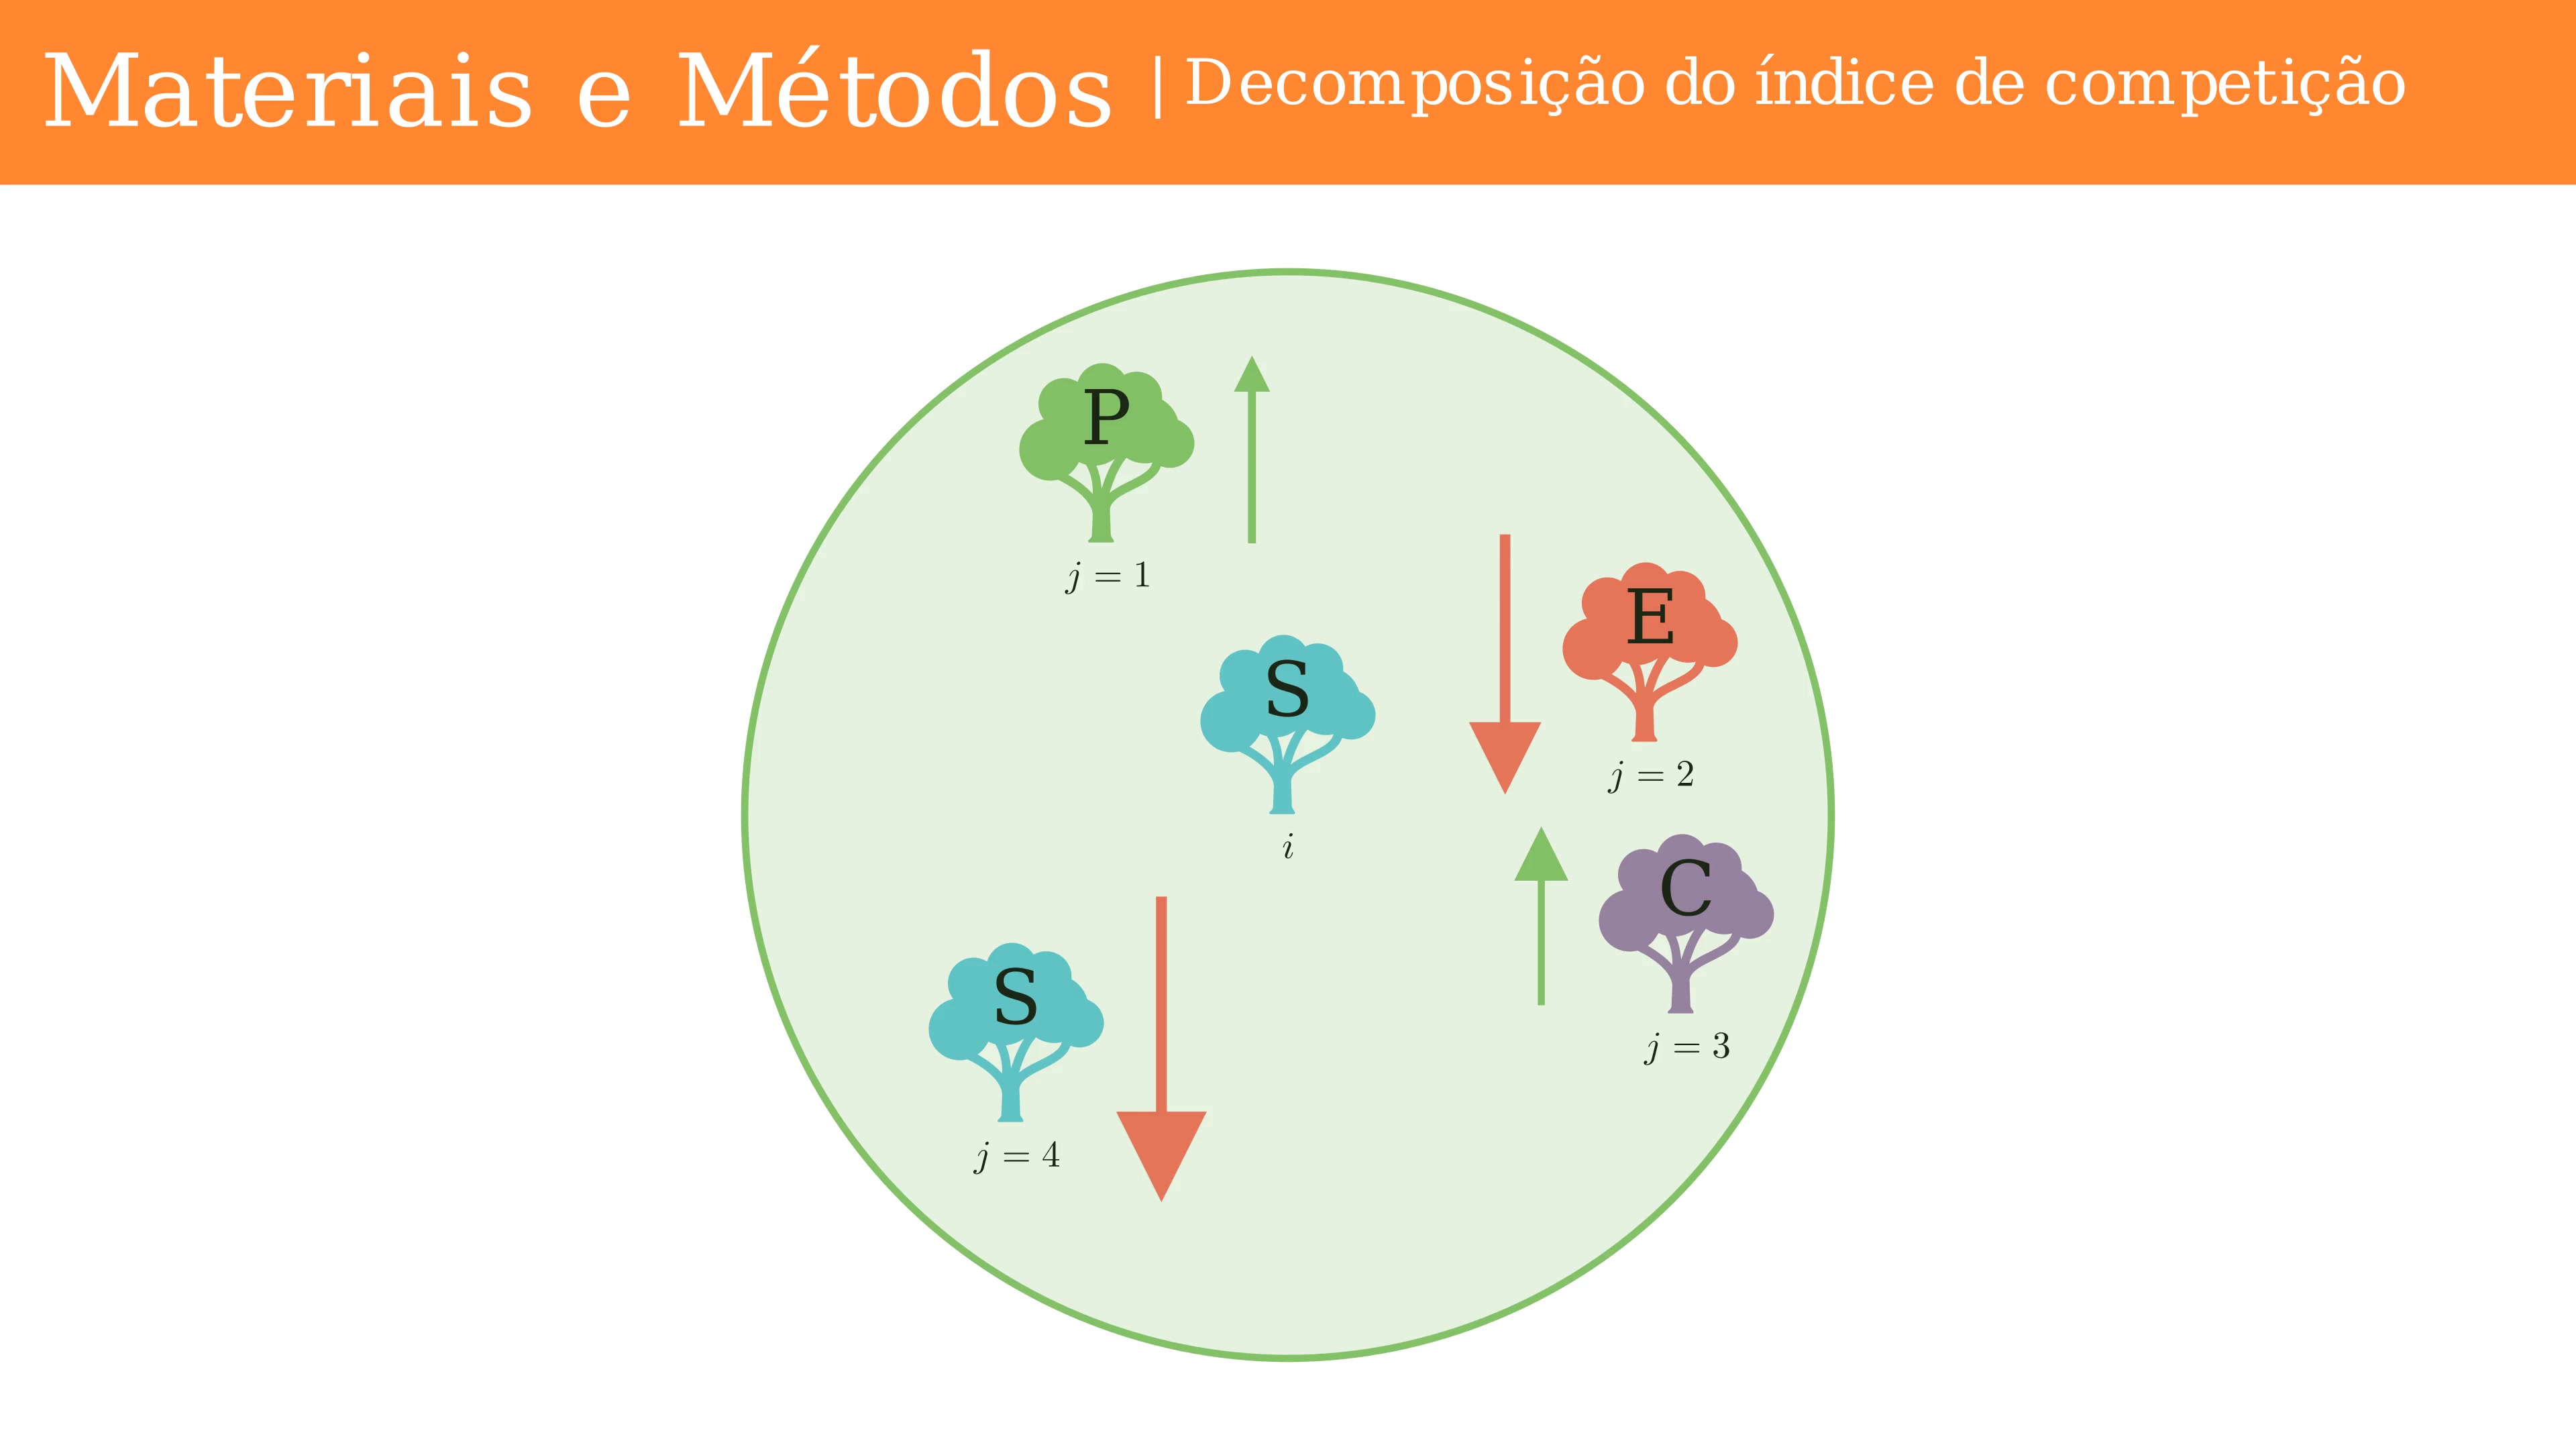 Materiais e Métodos | Decomposição do índice de competição
P
j = 1
E
j = 2
S
i
C
j = 3
S
j = 4